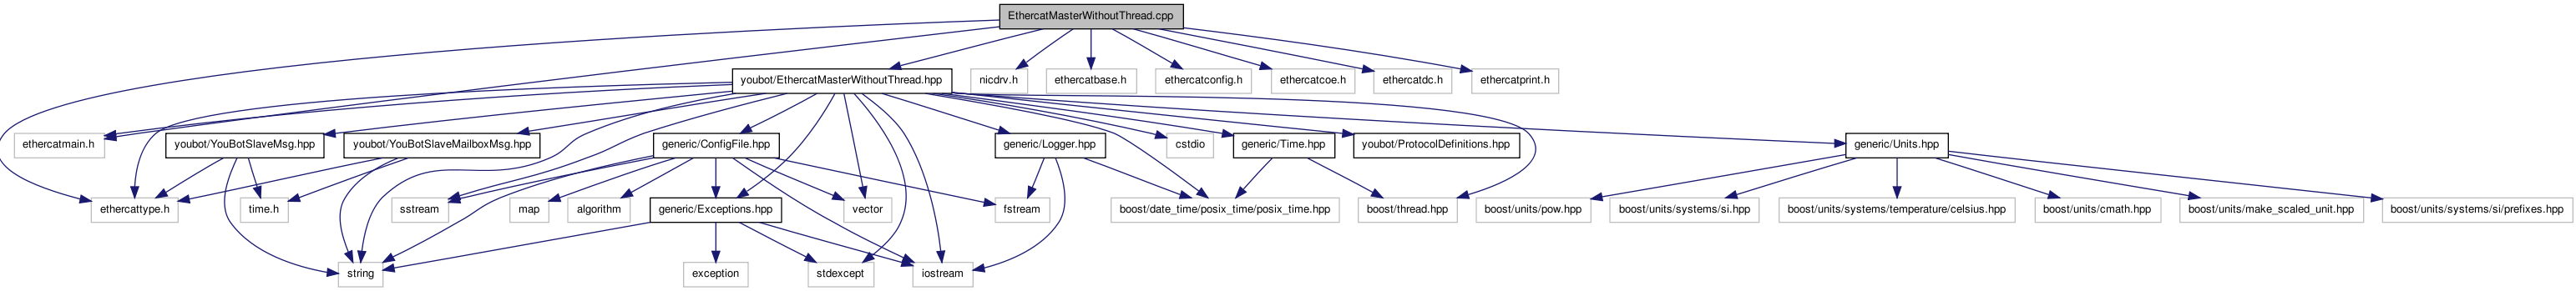 EthercatMasterWithoutThread.cpp
youbot/EthercatMasterWithoutThread.hpp
nicdrv.h
ethercatbase.h
ethercatconfig.h
ethercatcoe.h
ethercatdc.h
ethercatprint.h
ethercatmain.h
youbot/YouBotSlaveMsg.hpp
youbot/YouBotSlaveMailboxMsg.hpp
generic/ConfigFile.hpp
generic/Logger.hpp
cstdio
generic/Time.hpp
youbot/ProtocolDefinitions.hpp
generic/Units.hpp
ethercattype.h
time.h
sstream
map
algorithm
generic/Exceptions.hpp
vector
fstream
boost/date_time/posix_time/posix_time.hpp
boost/thread.hpp
boost/units/pow.hpp
boost/units/systems/si.hpp
boost/units/systems/temperature/celsius.hpp
boost/units/cmath.hpp
boost/units/make_scaled_unit.hpp
boost/units/systems/si/prefixes.hpp
string
exception
stdexcept
iostream